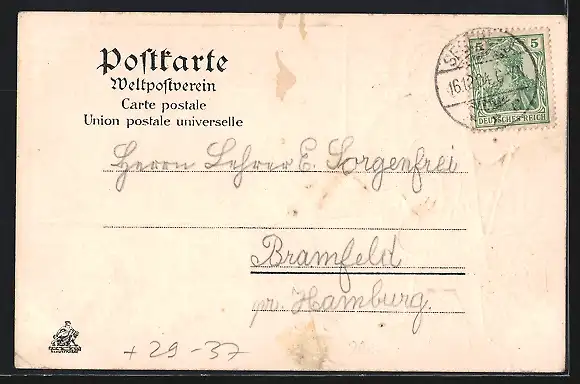 Postkarte
Weltpostverein
Carte postale
Union postale universelle
5
DEUTSCHES REICH
Herrn Lehrer E. Sorgenfrei
Bramfeld
pr. Hamburg.
+ 29-37